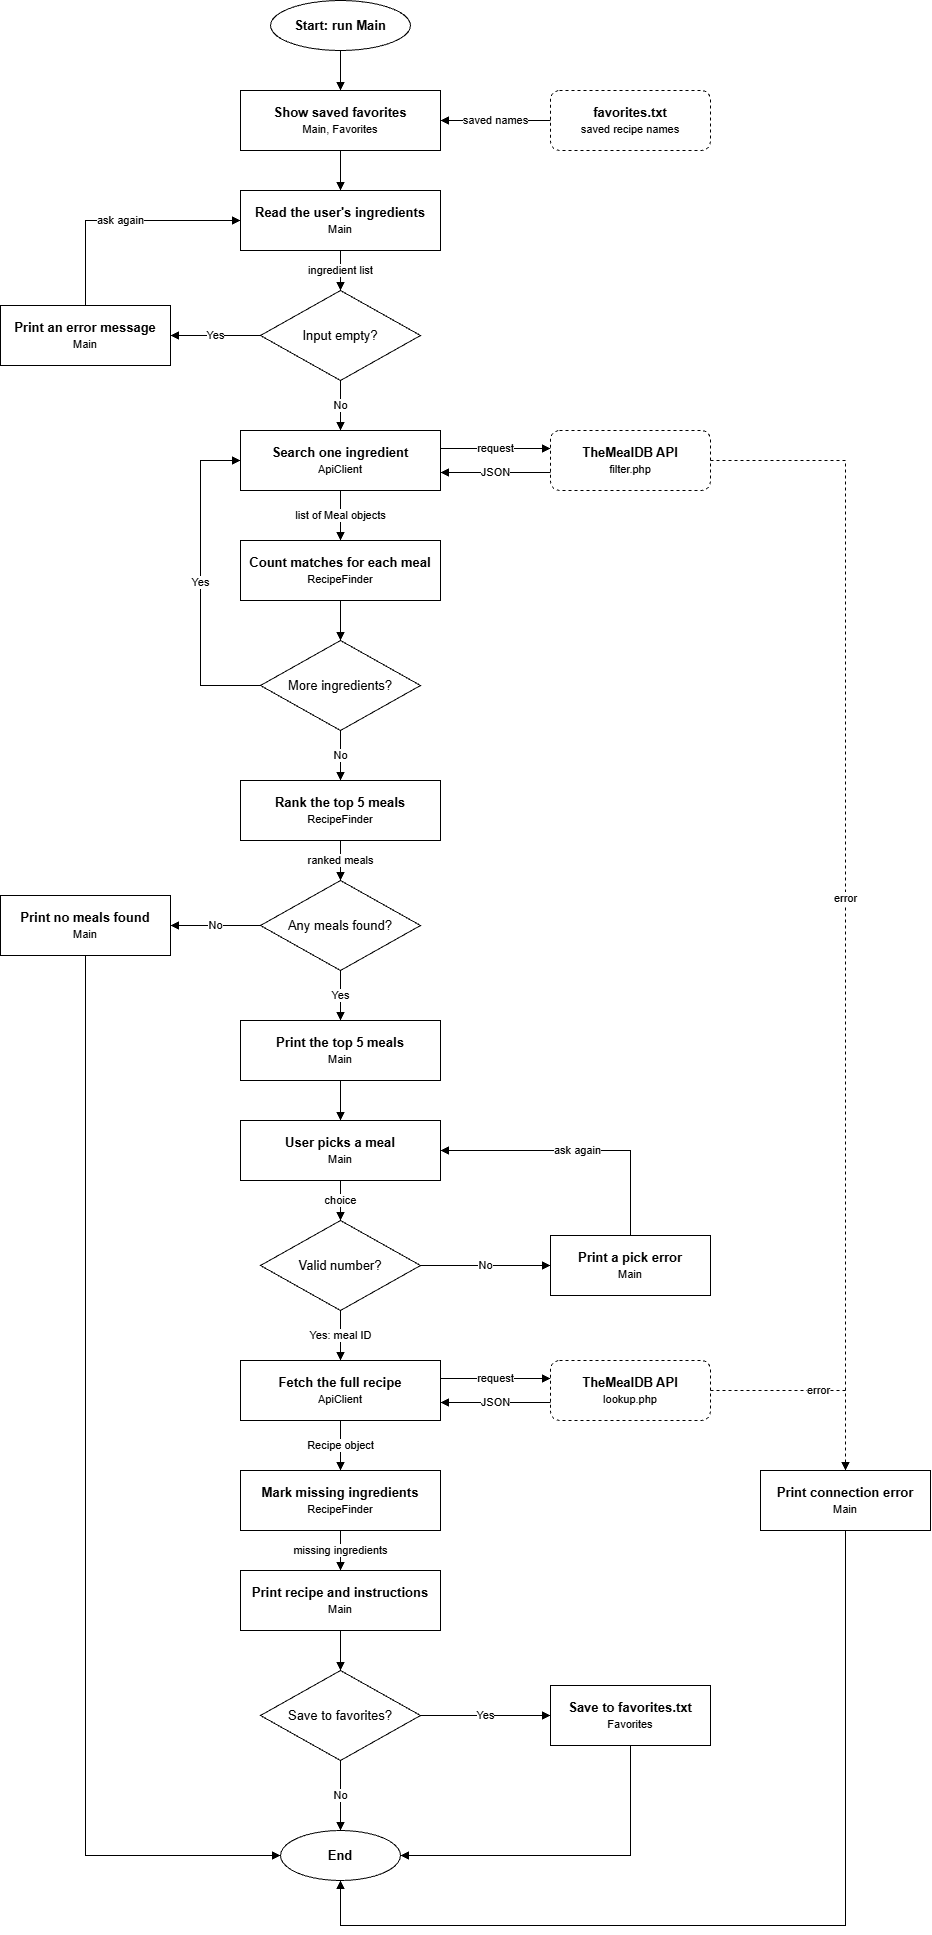 Start: run Main
Show saved favorites
Main, Favorites
saved names
favorites.txt
saved recipe names
ask again
Read the user's ingredients
Main
ingredient list
Print an error message
Main
Yes
Input empty?
No
Search one ingredient
ApiClient
request
JSON
TheMealDB API
filter.php
list of Meal objects
Count matches for each meal
RecipeFinder
Yes
More ingredients?
No
Rank the top 5 meals
RecipeFinder
ranked meals
error
Print no meals found
Main
No
Any meals found?
Yes
Print the top 5 meals
Main
User picks a meal
Main
ask again
choice
Valid number?
No
Print a pick error
Main
Yes: meal ID
Fetch the full recipe
ApiClient
request
JSON
TheMealDB API
lookup.php
error
Recipe object
Mark missing ingredients
RecipeFinder
Print connection error
Main
missing ingredients
Print recipe and instructions
Main
Save to favorites?
Yes
Save to favorites.txt
Favorites
No
End